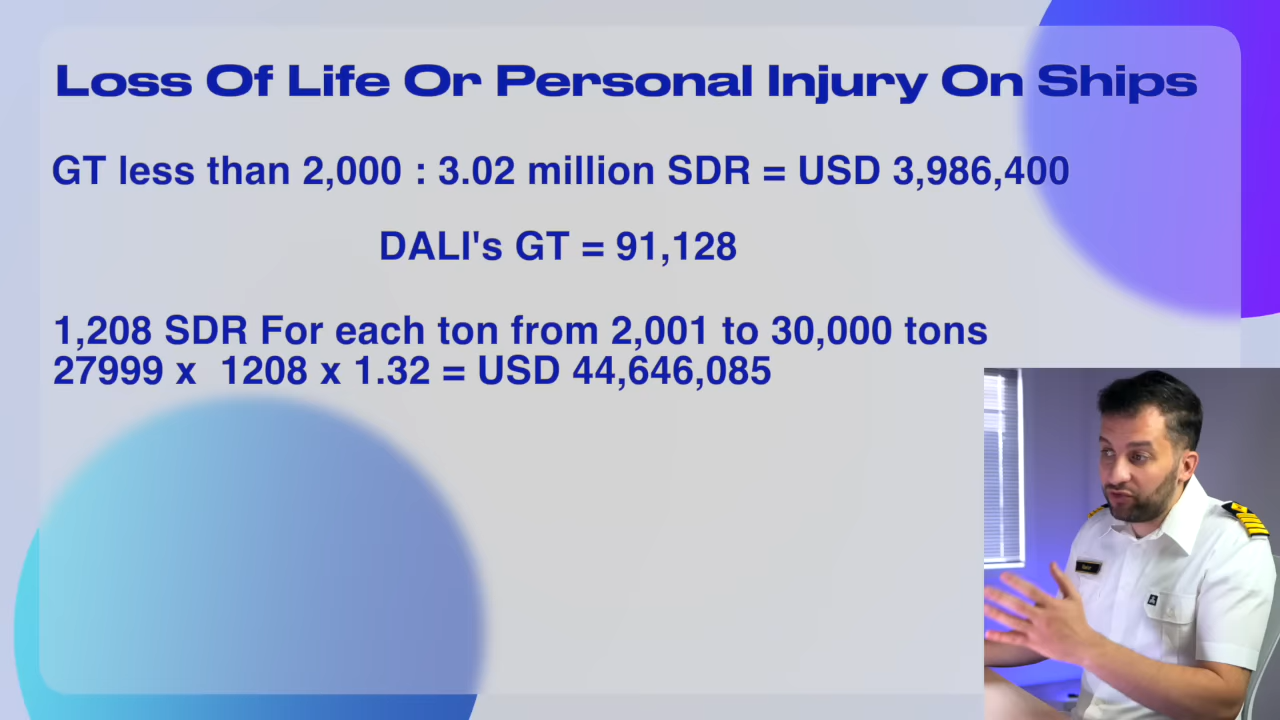 Loss Of Life Or Personal Injury On Ships
GT less than 2,000 : 3.02 million SDR = USD 3,986,400
DALI's GT = 91,128
1,208 SDR For each ton from 2,001 to 30,000 tons
27999 x 1208 x 1.32 = USD 44,646,085